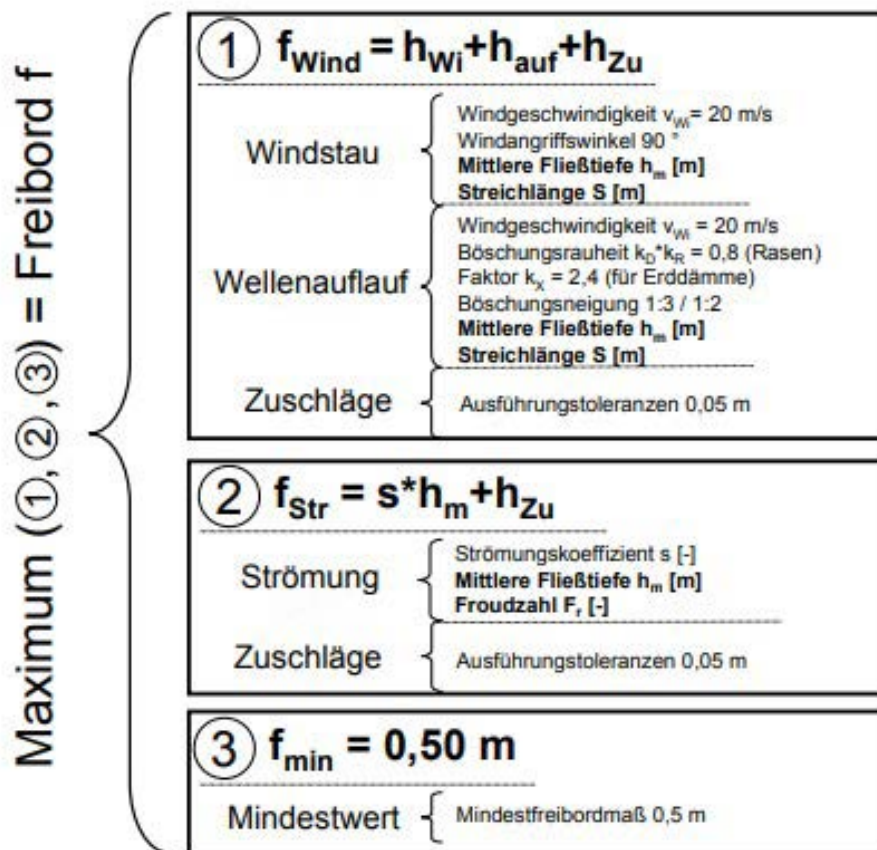 Maximum (①, ②, ③) = Freibord f
① f_Wind = h_Wi+h_auf+h_Zu
Windstau
Windgeschwindigkeit v_Wi= 20 m/s
Windangriffswinkel 90 °
Mittlere Fließtiefe h_m [m]
Streichlänge S [m]
Wellenauflauf
Windgeschwindigkeit v_Wi = 20 m/s
Böschungsrauheit k_D*k_R = 0,8 (Rasen)
Faktor k_X = 2,4 (für Erddämme)
Böschungsneigung 1:3 / 1:2
Mittlere Fließtiefe h_m [m]
Streichlänge S [m]
Zuschläge
Ausführungstoleranzen 0,05 m
② f_Str = s*h_m+h_Zu
Strömung
Strömungskoeffizient s [-]
Mittlere Fließtiefe h_m [m]
Froudzahl F_r [-]
Zuschläge
Ausführungstoleranzen 0,05 m
③ f_min = 0,50 m
Mindestwert
Mindestfreibordmaß 0,5 m